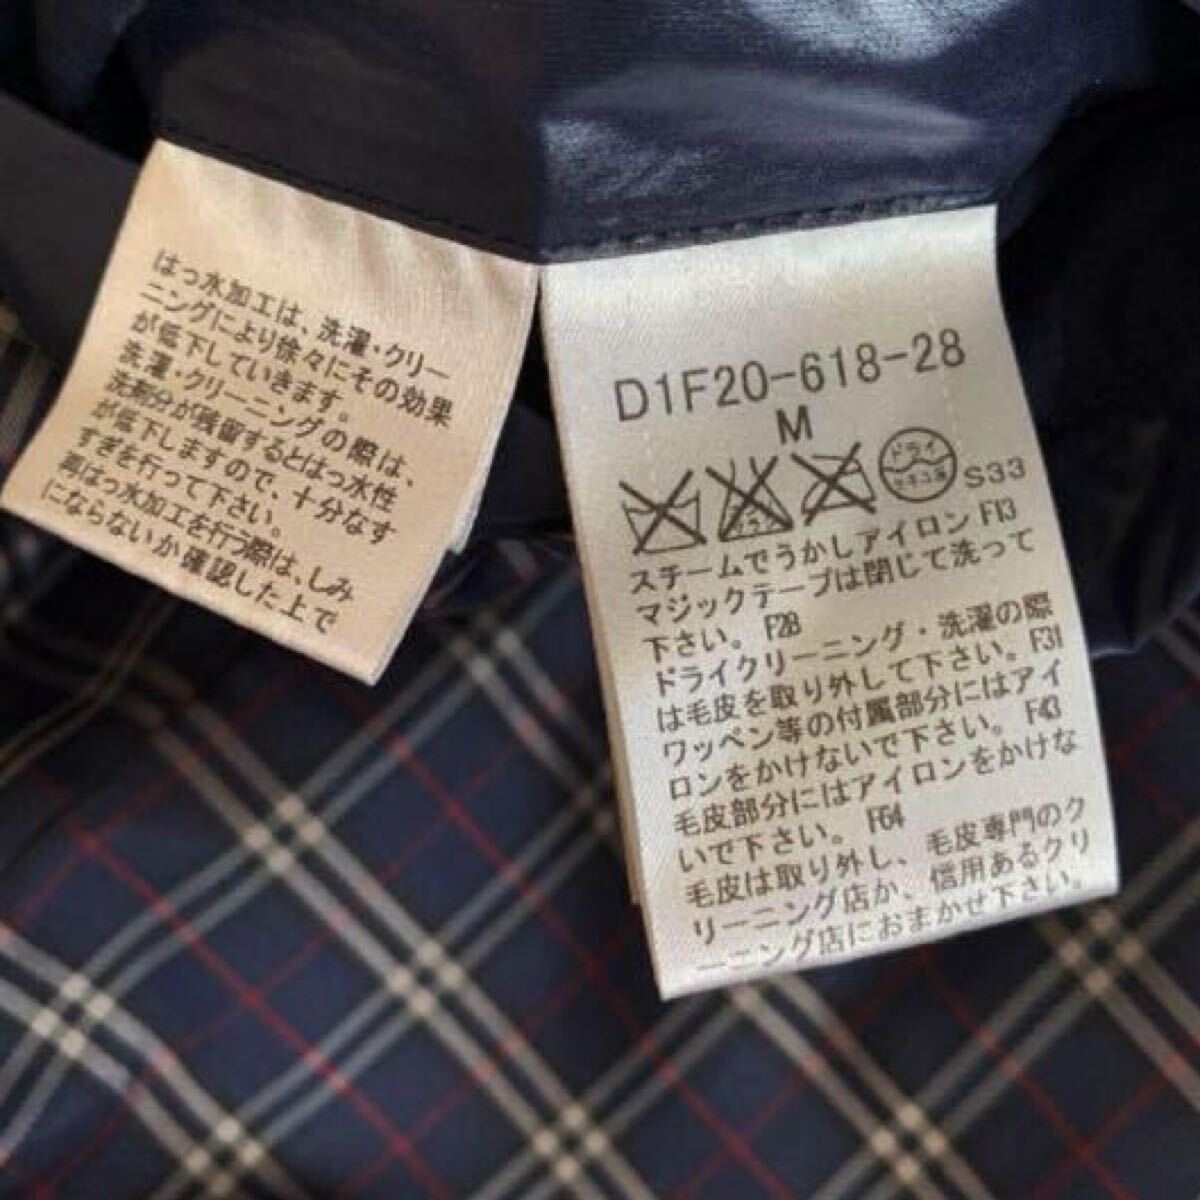 はっ水加工は、洗濯・クリー
ニングにより徐々にその効果
が低下していきます。
洗濯・クリーニングの際は、
洗剤分が残留するとはっ水性
が低下しますので、十分なす
すぎを行って下さい。
再はっ水加工を行う際は、しみ
にならないか確認した上で
D1F20-618-28
M
ドライ
セキユ系
S33
スチームでうかしアイロン F13
マジックテープは閉じて洗って
下さい。 F28
ドライクリーニング・洗濯の際
は毛皮を取り外して下さい。F31
ワッペン等の付属部分にはアイ
ロンをかけないで下さい。 F43
毛皮部分にはアイロンをかけな
いで下さい。 F64
毛皮は取り外し、毛皮専門のク
リーニング店か、信用あるクリ
ーニング店におまかせ下さい。